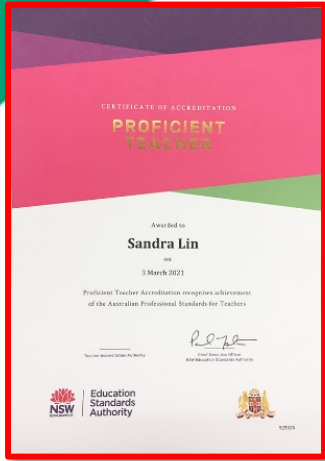 CERTIFICATE OF ACCREDITATION
PROFICIENT
TEACHER
Awarded to
Sandra Lin
on
3 March 2021
Proficient Teacher Accreditation recognises achievement
of the Australian Professional Standards for Teachers
Teacher Accreditation Authority
Chief Executive Officer
NSW Education Standards Authority
NSW
GOVERNMENT
Education
Standards
Authority